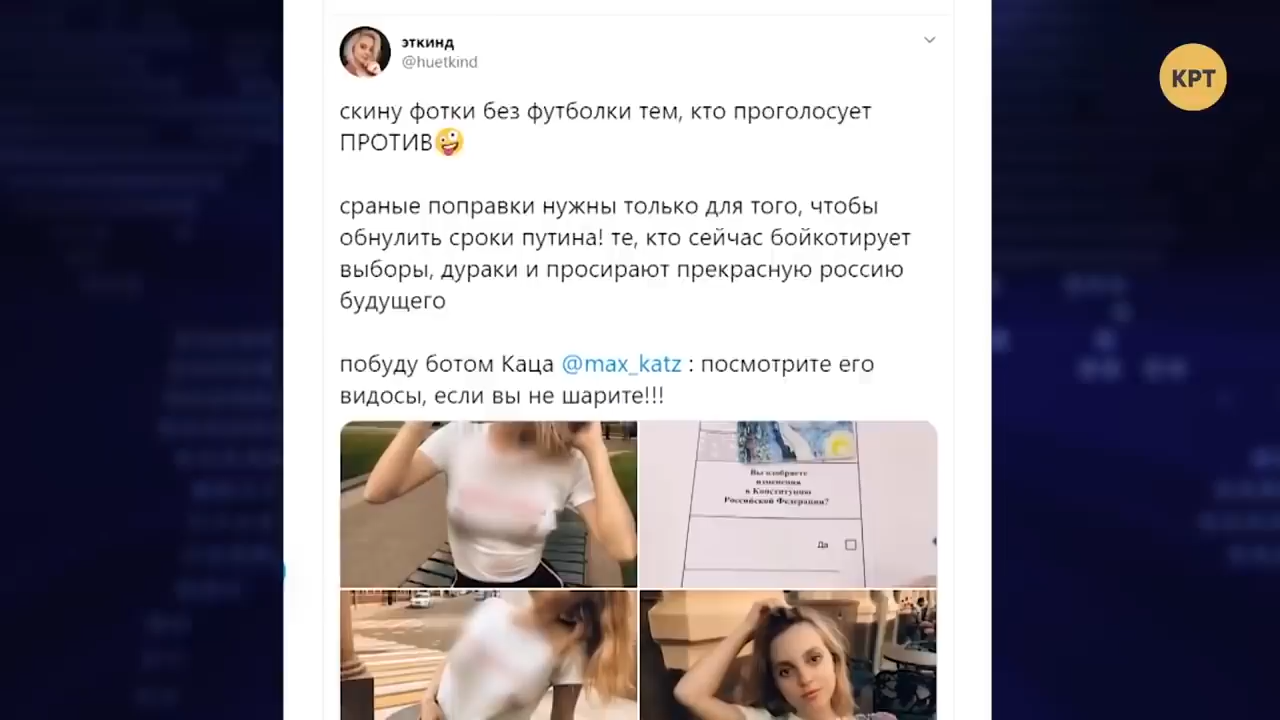 эткинд
@huetkind
КРТ
скину фотки без футболки тем, кто проголосует
ПРОТИВ🤪
сраные поправки нужны только для того, чтобы
обнулить сроки путина! те, кто сейчас бойкотирует
выборы, дураки и просирают прекрасную россию
будущего
побуду ботом Каца @max_katz : посмотрите его
видосы, если вы не шарите!!!
Вы одобряете
изменения
в Конституцию
Российской Федерации?
Да